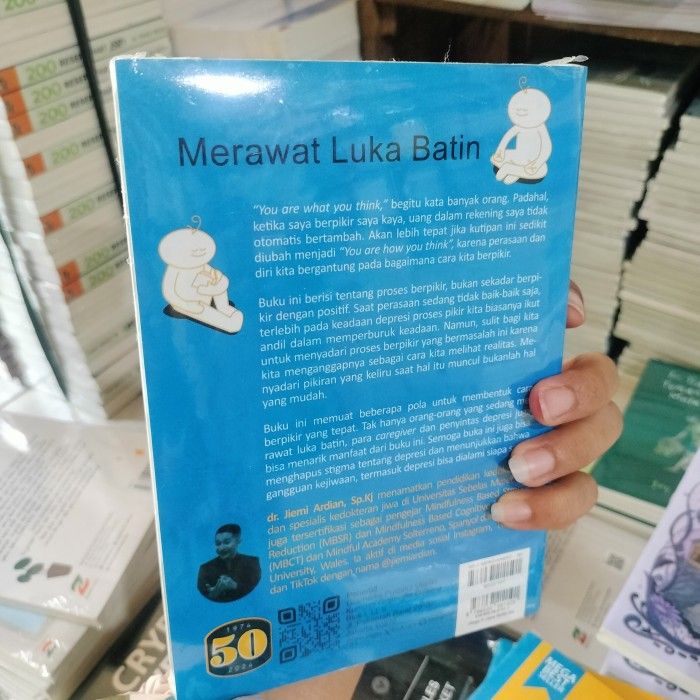 200
200
200
Merawat Luka Batin
“You are what you think,” begitu kata banyak orang. Padahal,
ketika saya berpikir saya kaya, uang dalam rekening saya tidak
otomatis bertambah. Akan lebih tepat jika kutipan ini sedikit
diubah menjadi “You are how you think”, karena perasaan dan
diri kita bergantung pada bagaimana cara kita berpikir.
Buku ini berisi tentang proses berpikir, bukan sekadar berpi-
kir dengan positif. Saat perasaan sedang tidak baik-baik saja,
terlebih pada keadaan depresi proses pikir kita biasanya ikut
andil dalam memperburuk keadaan. Namun, sulit bagi kita
untuk menyadari proses berpikir yang bermasalah ini karena
kita menganggapnya sebagai cara kita melihat realitas. Me-
nyadari pikiran yang keliru saat hal itu muncul bukanlah hal
yang mudah.
Buku ini memuat beberapa pola untuk membentuk cara
berpikir yang tepat. Tak hanya orang-orang yang sedang
rawat luka batin, para caregiver dan penyintas depresi
bisa menarik manfaat dari buku ini. Semoga buku ini juga bisa
menghapus stigma tentang depresi dan menunjukkan bahwa
gangguan kejiwaan, termasuk depresi bisa dialami siapa
dr. Jiemi Ardian, Sp.KJ menamatkan pendidikan
dan spesialis kedokteran jiwa di Universitas Sebelas
juga tersertifikasi sebagai pengajar Mindfulness Based
Reduction (MBSR) dan Mindfulness Based
(MBCT) dan Mindful Academy Solterreno, Spanyol
University, Wales. Ia aktif di media sosial Instagram,
dan TikTok dengan nama @jiemiardian.
1974
50
2024
MEGA
BEST